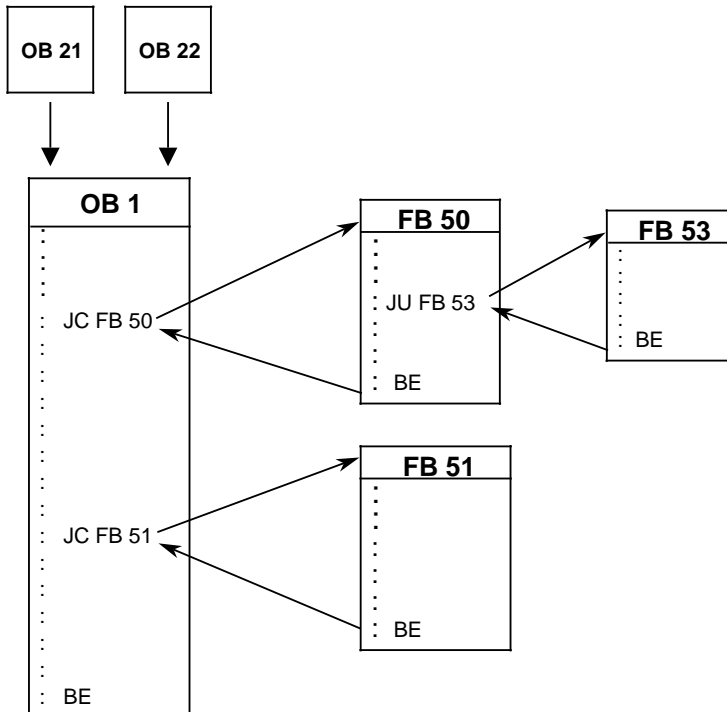 OB 21
OB 22
OB 1
JC FB 50
JC FB 51
BE
FB 50
JU FB 53
BE
FB 53
BE
FB 51
BE